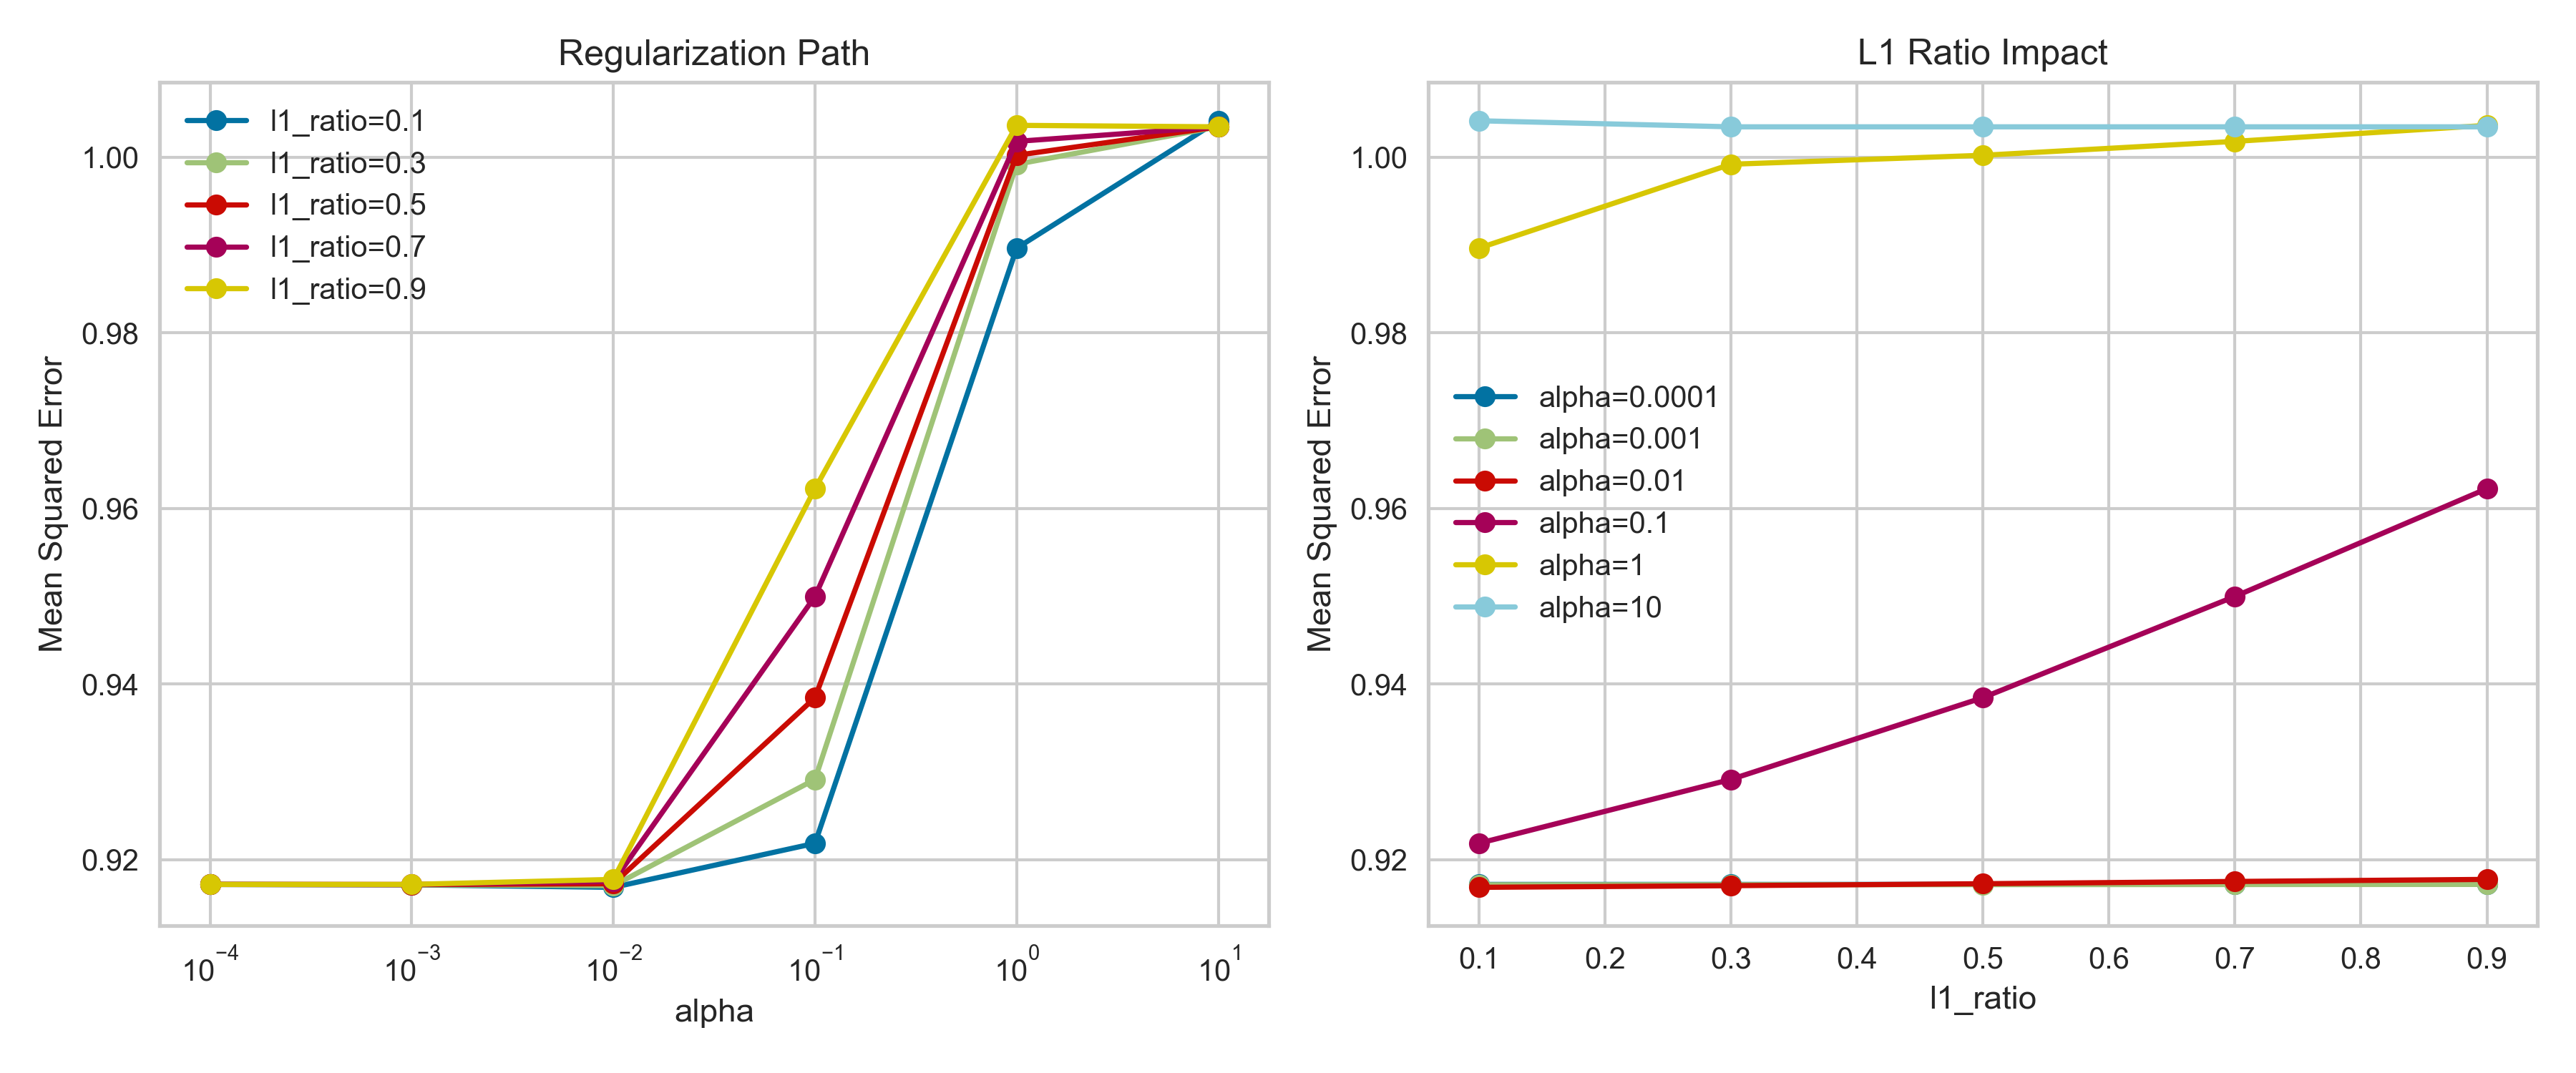 Regularization Path
l1_ratio=0.1
l1_ratio=0.3
l1_ratio=0.5
l1_ratio=0.7
l1_ratio=0.9
Mean Squared Error
1.00
0.98
0.96
0.94
0.92
10⁻⁴ 10⁻³ 10⁻² 10⁻¹ 10⁰ 10¹
alpha
L1 Ratio Impact
alpha=0.0001
alpha=0.001
alpha=0.01
alpha=0.1
alpha=1
alpha=10
Mean Squared Error
1.00
0.98
0.96
0.94
0.92
0.1 0.2 0.3 0.4 0.5 0.6 0.7 0.8 0.9
l1_ratio